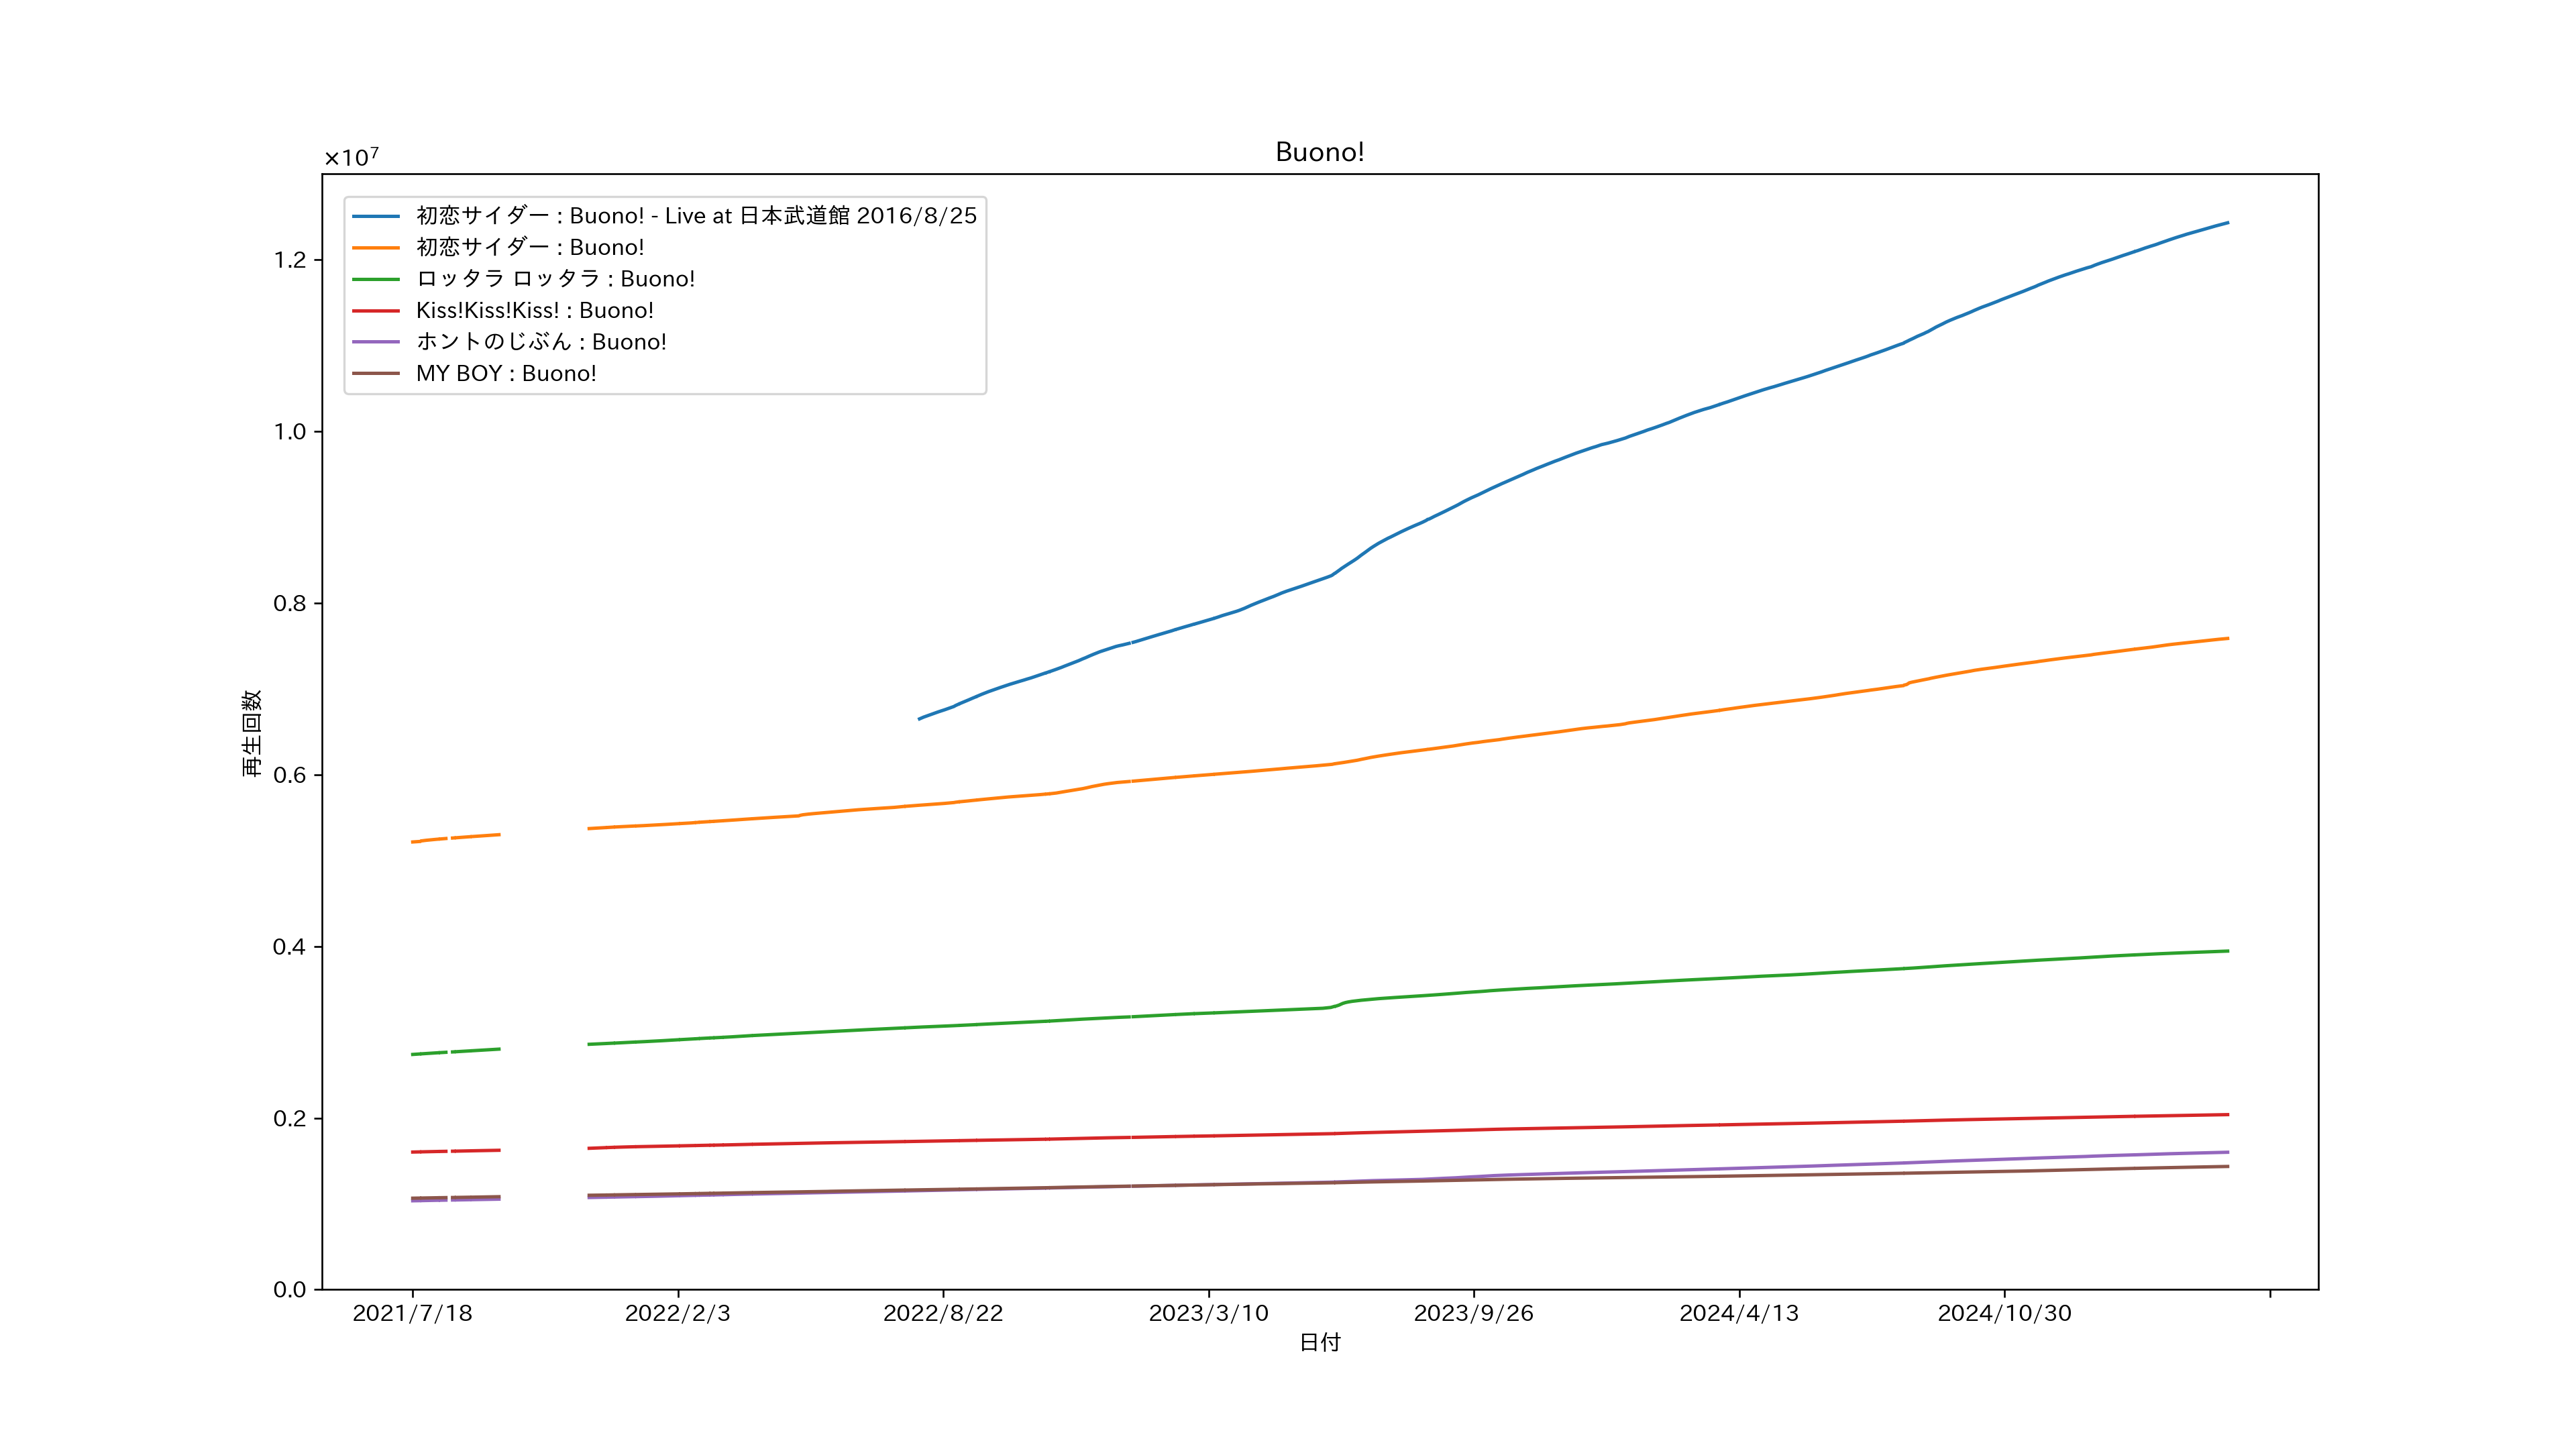 Buono!
×10⁷
初恋サイダー : Buono! - Live at 日本武道館 2016/8/25
初恋サイダー : Buono!
ロッタラ ロッタラ : Buono!
Kiss!Kiss!Kiss! : Buono!
ホントのじぶん : Buono!
MY BOY : Buono!
1.2
1.0
0.8
0.6
0.4
0.2
0.0
再生回数
2021/7/18 2022/2/3 2022/8/22 2023/3/10 2023/9/26 2024/4/13 2024/10/30
日付